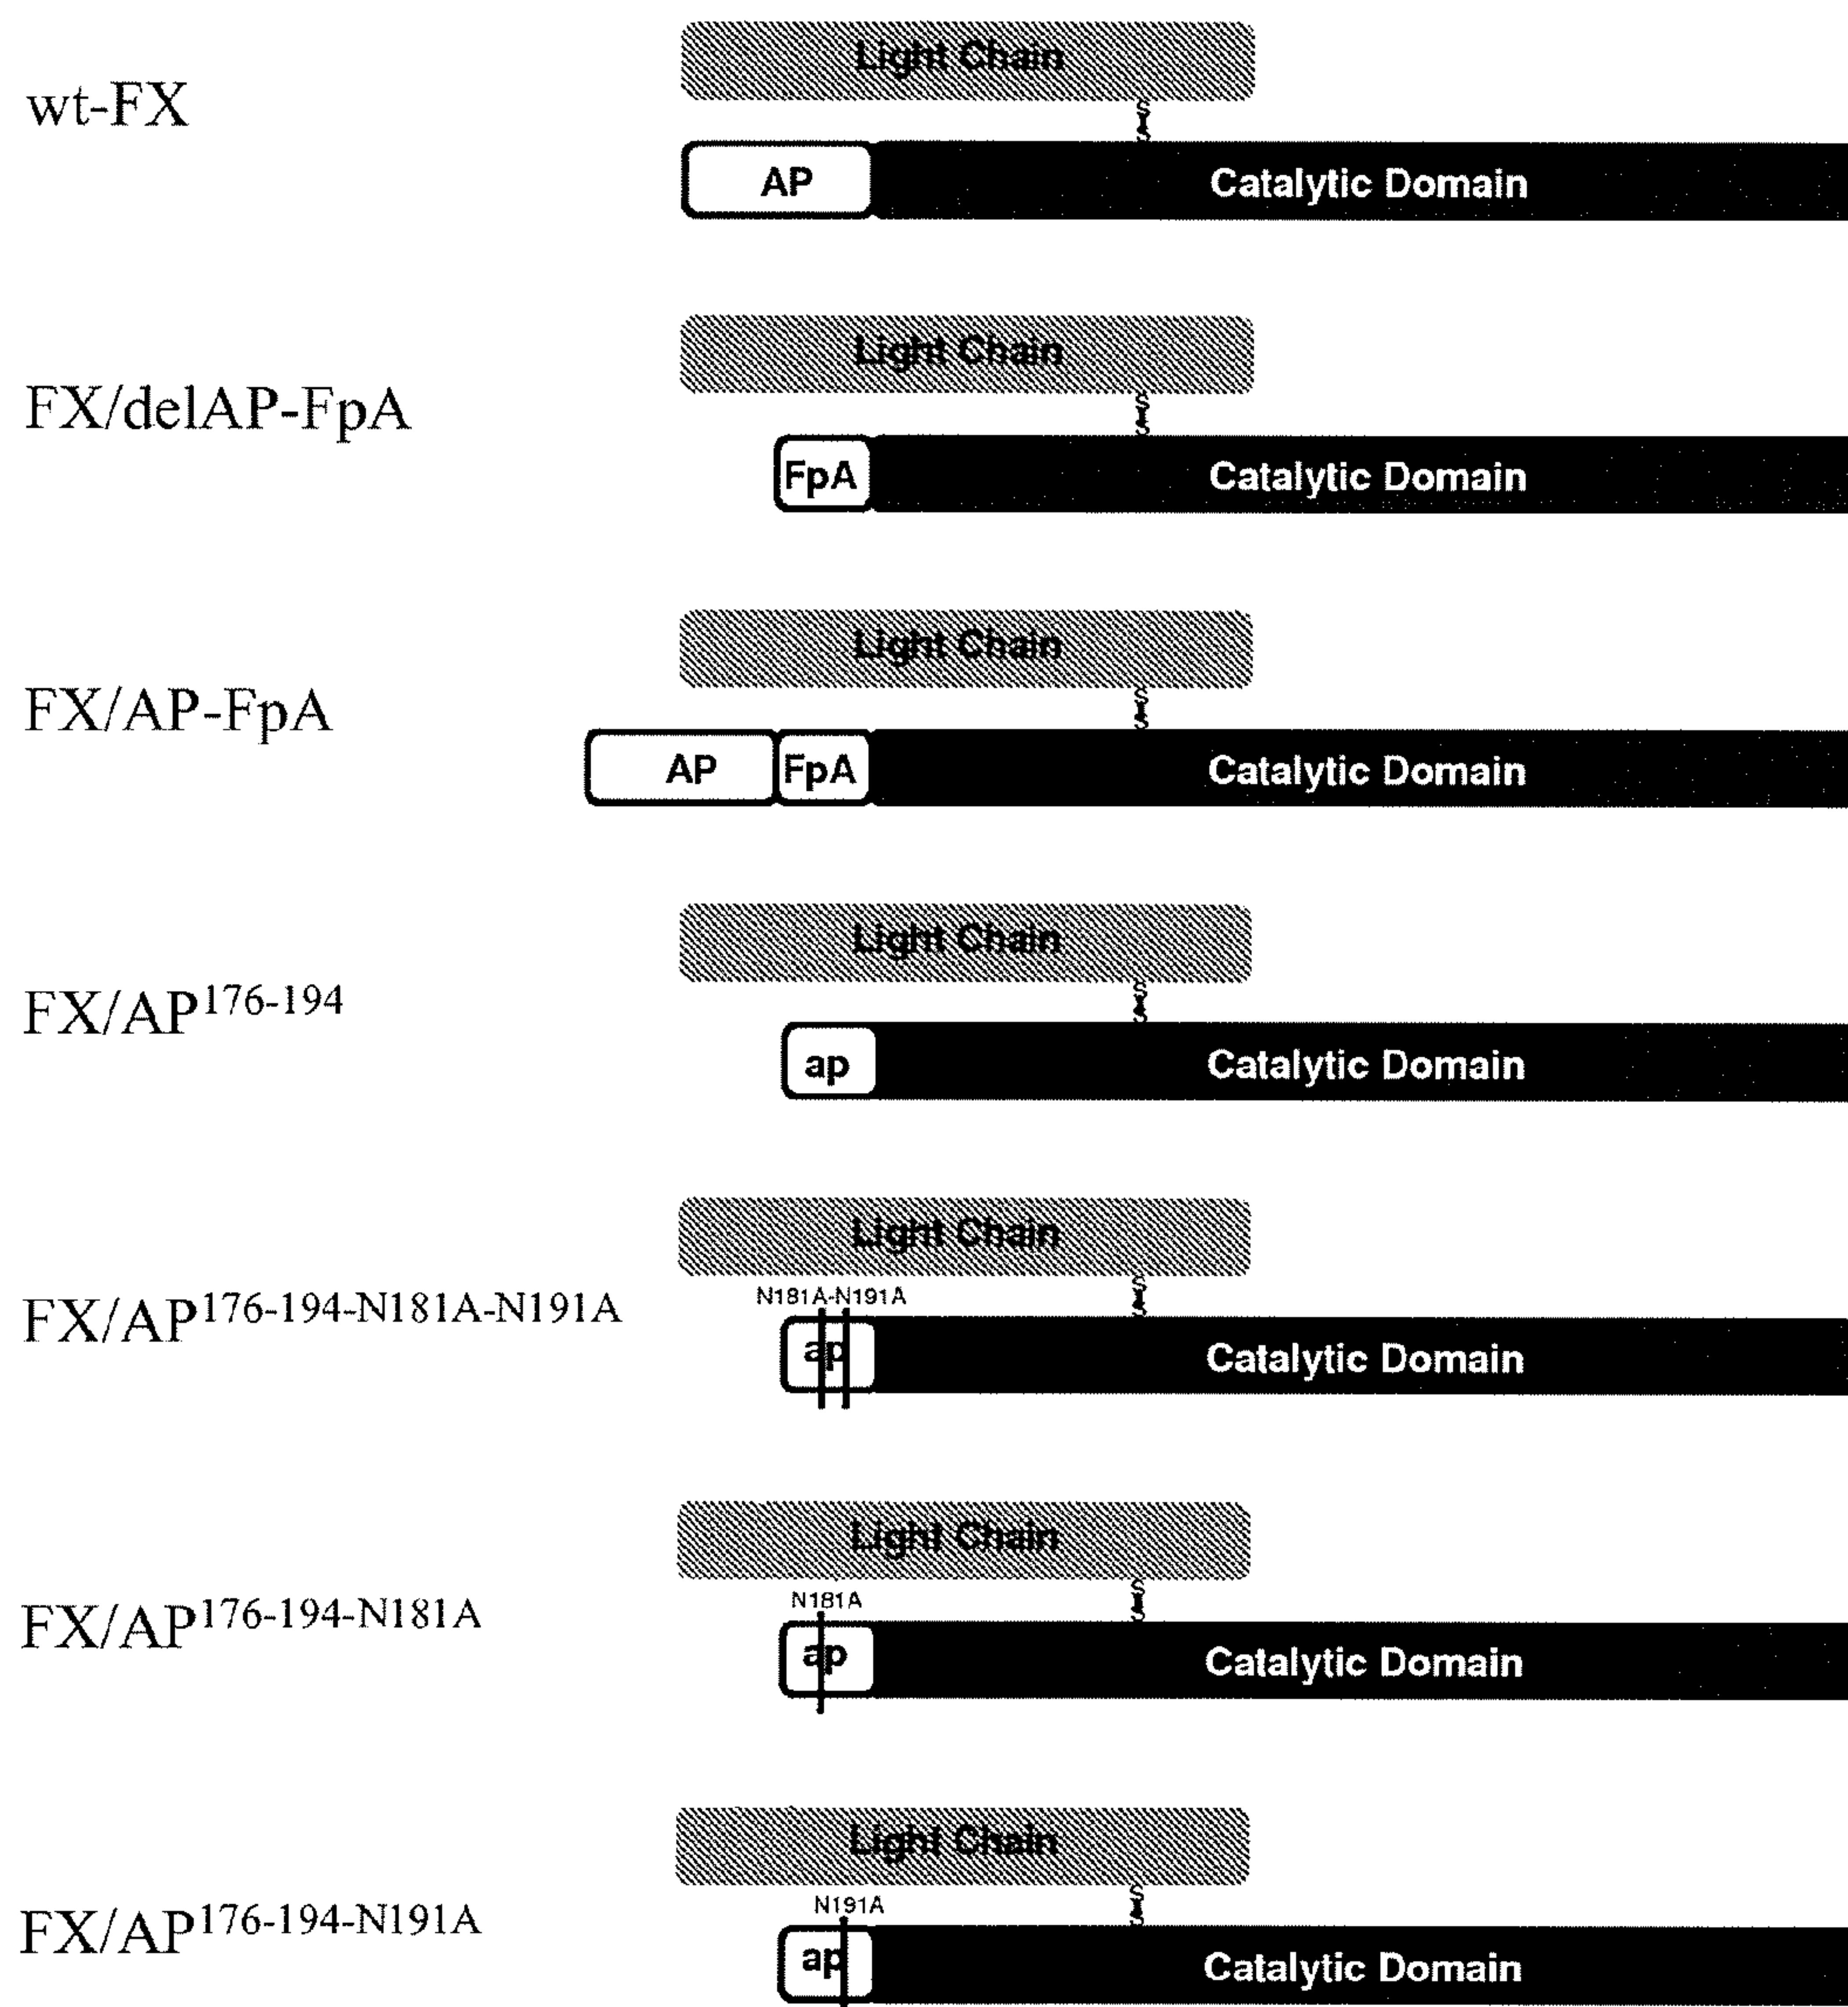 Light Chain
wt-FX
S
S
AP
Catalytic Domain
Light Chain
FX/delAP-FpA
S
S
FpA
Catalytic Domain
Light Chain
FX/AP-FpA
S
S
AP
FpA
Catalytic Domain
Light Chain
FX/AP176-194
S
S
ap
Catalytic Domain
Light Chain
FX/AP176-194-N181A-N191A
N181A-N191A
S
S
ap
Catalytic Domain
Light Chain
FX/AP176-194-N181A
N181A
S
S
ap
Catalytic Domain
Light Chain
FX/AP176-194-N191A
N191A
S
S
ap
Catalytic Domain